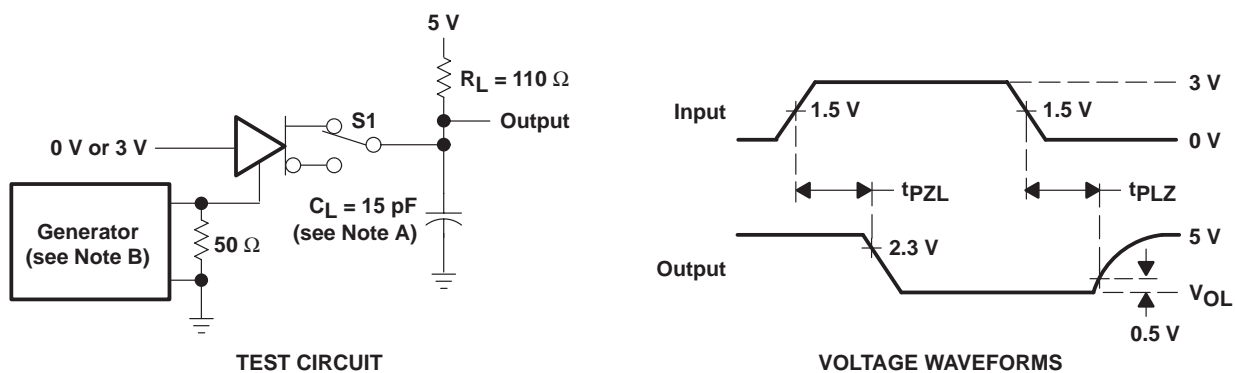 5 V
R_L = 110 Ω
S1
Output
0 V or 3 V
Generator
(see Note B)
50 Ω
C_L = 15 pF
(see Note A)
TEST CIRCUIT
Input
3 V
1.5 V
1.5 V
0 V
t_PZL
t_PLZ
Output
5 V
2.3 V
V_OL
0.5 V
VOLTAGE WAVEFORMS